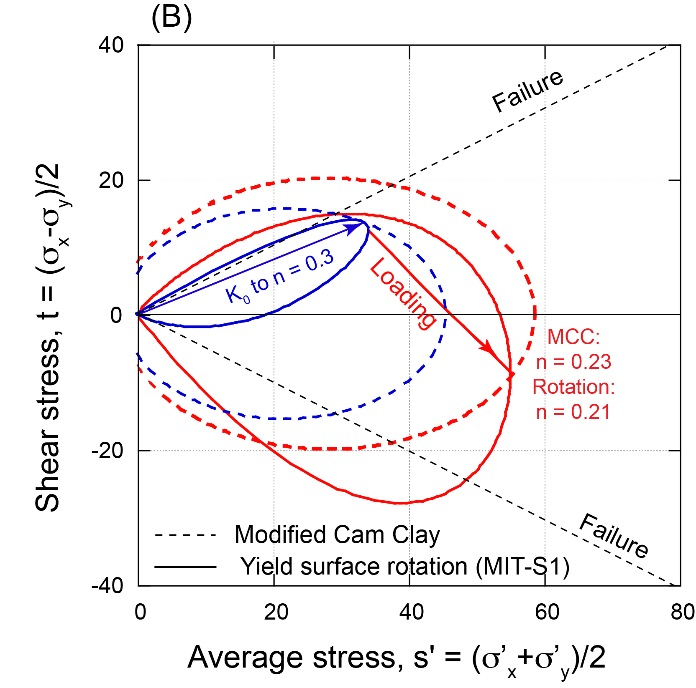 (B)
40
20
0
-20
-40
0
20
40
60
80
Shear stress, t = (σx-σy)/2
Average stress, s' = (σ'x+σ'y)/2
Failure
K0 to n = 0.3
Loading
MCC:
n = 0.23
Rotation:
n = 0.21
Failure
Modified Cam Clay
Yield surface rotation (MIT-S1)